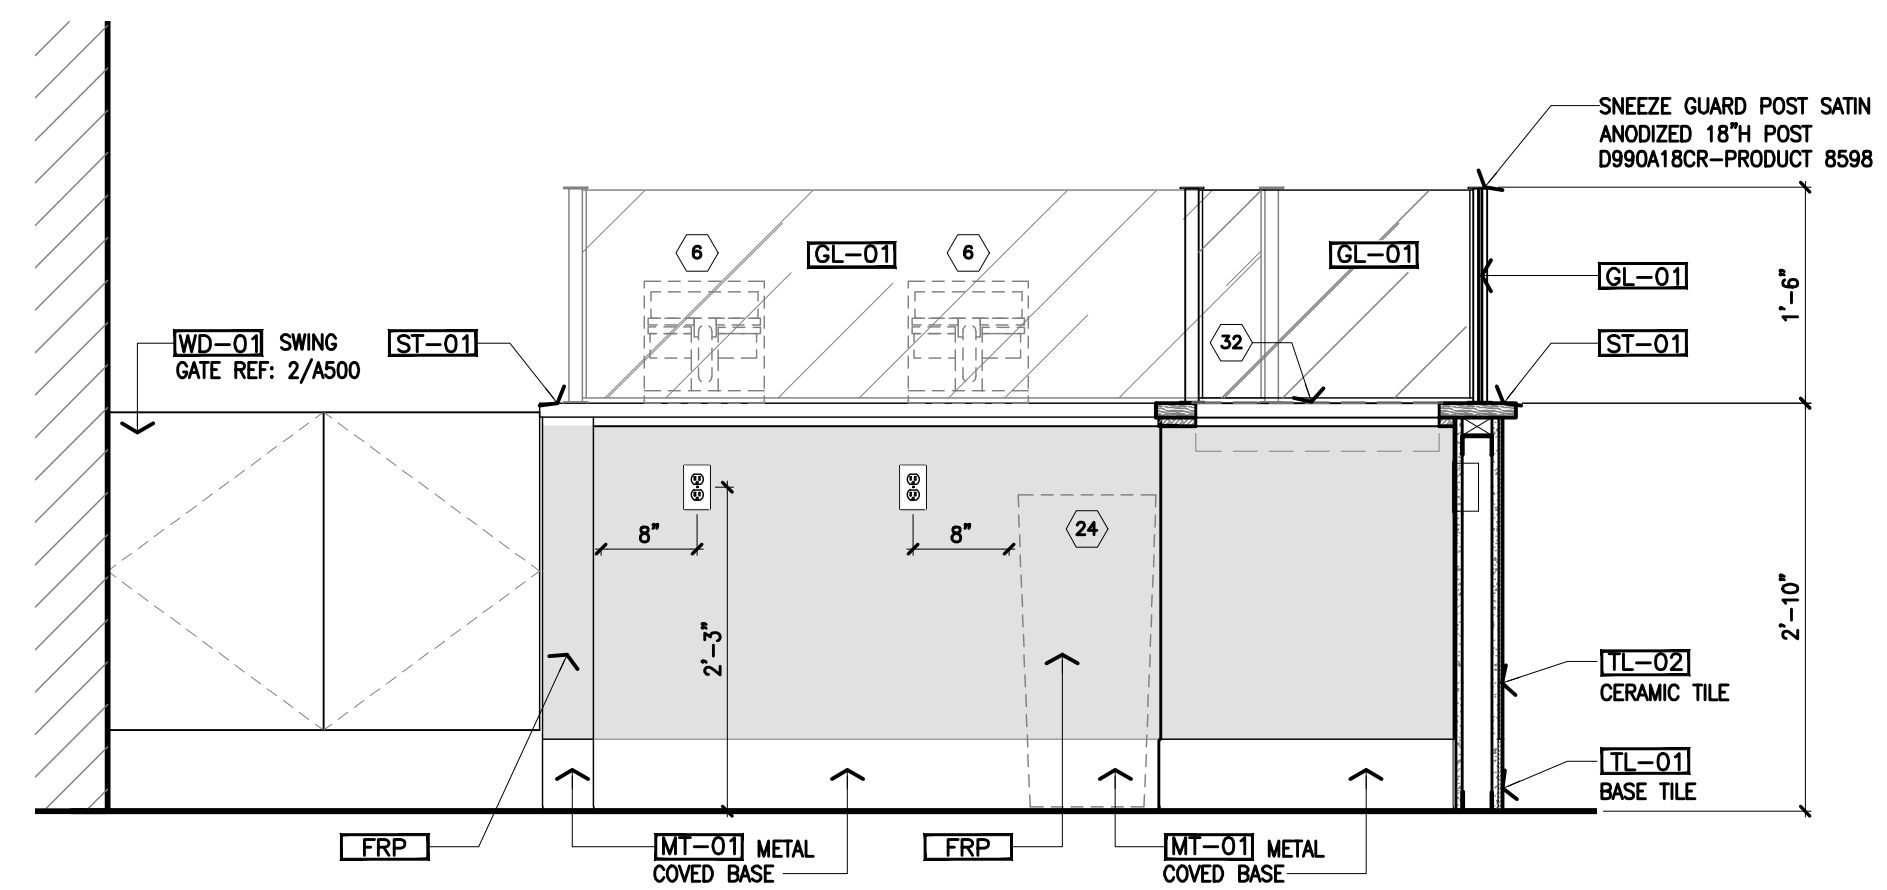 SNEEZE GUARD POST SATIN
ANODIZED 18"H POST
D990A18CR-PRODUCT 8598
6
GL-01
6
GL-01
GL-01
1'-6"
WD-01 SWING
GATE REF: 2/A500
ST-01
32
ST-01
8"
8"
24
2'-3"
2'-10"
TL-02
CERAMIC TILE
TL-01
BASE TILE
FRP
MT-01 METAL
COVED BASE
FRP
MT-01 METAL
COVED BASE